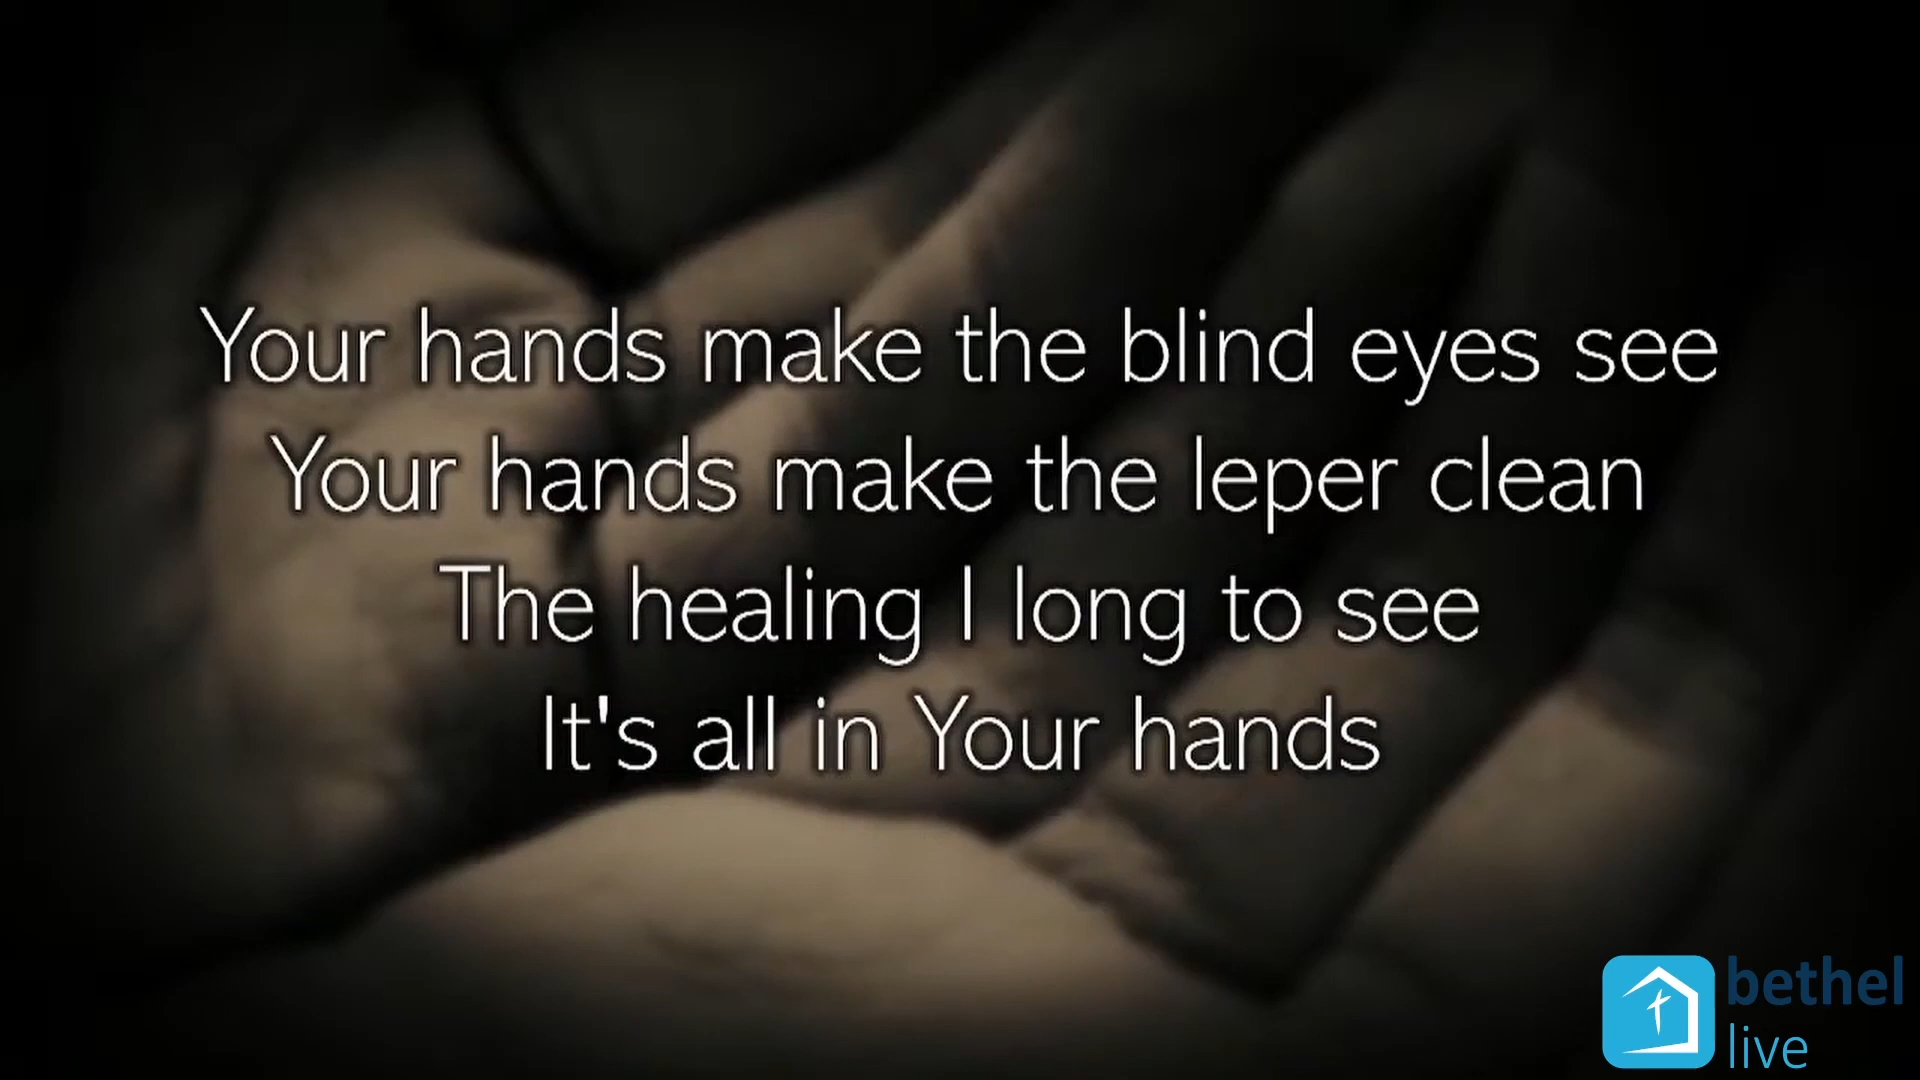 Your hands make the blind eyes see
Your hands make the leper clean
The healing I long to see
It's all in Your hands
bethel
live